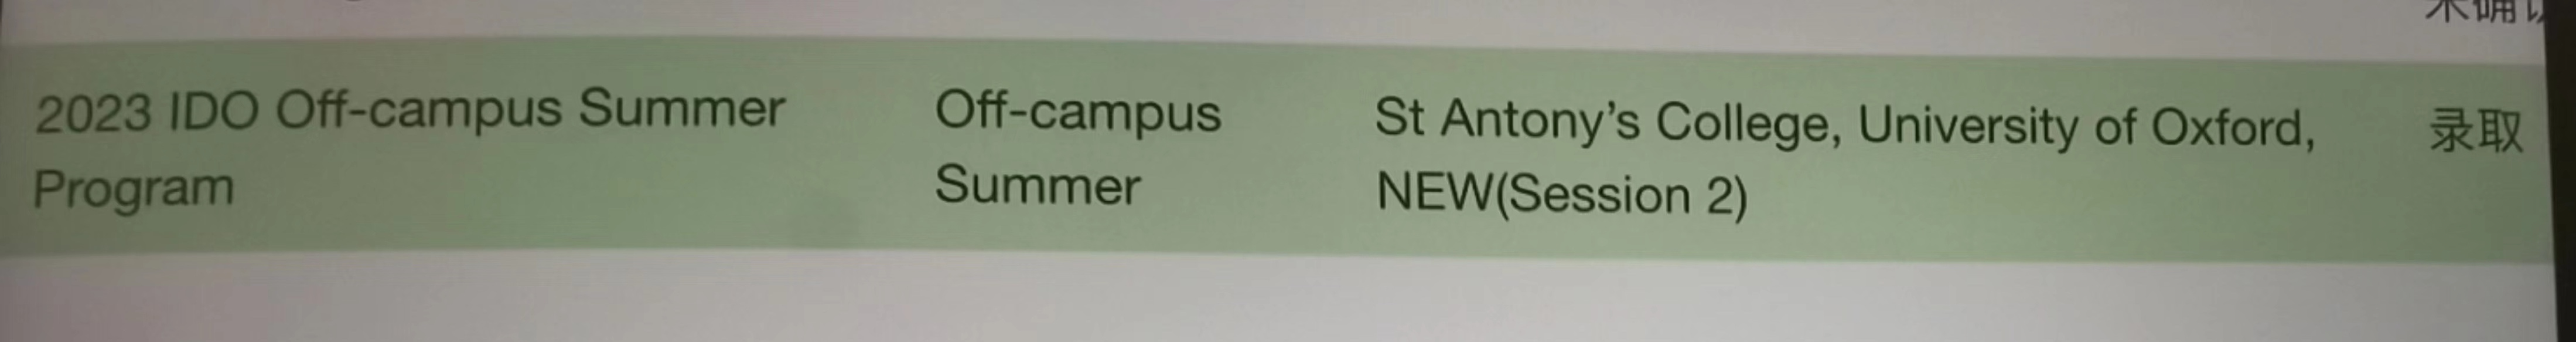 2023 IDO Off-campus Summer
Program
Off-campus
Summer
St Antony's College, University of Oxford,
NEW(Session 2)
录取